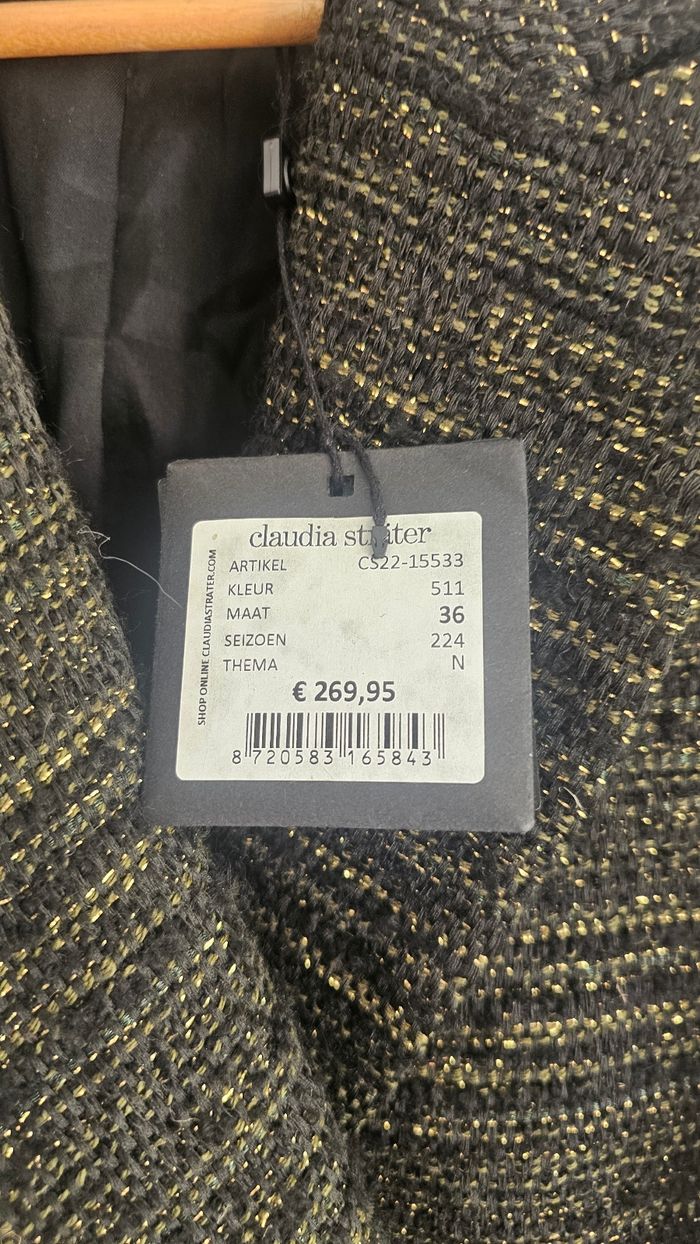 claudia sträter
ARTIKEL CS22-15533
KLEUR 511
MAAT 36
SEIZOEN 224
THEMA N
€ 269,95
8 720583 165843
SHOP ONLINE CLAUDIASTRATER.COM